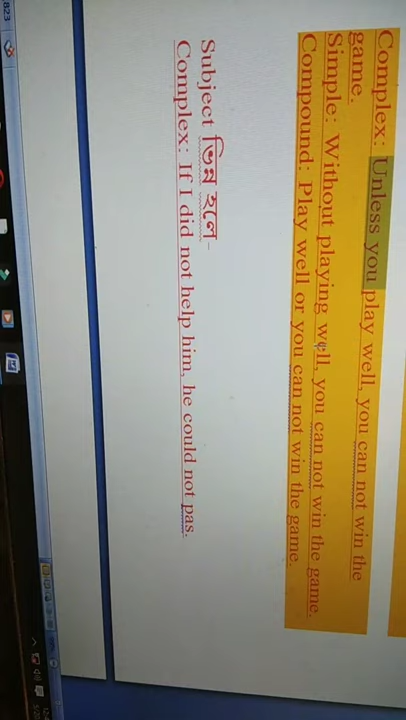 Complex: Unless you play well, you can not win the
game.
Simple: Without playing well, you can not win the game.
Compound: Play well or you can not win the game.
Subject ভিন্ন হলে-
Complex: If I did not help him, he could not pas.
823